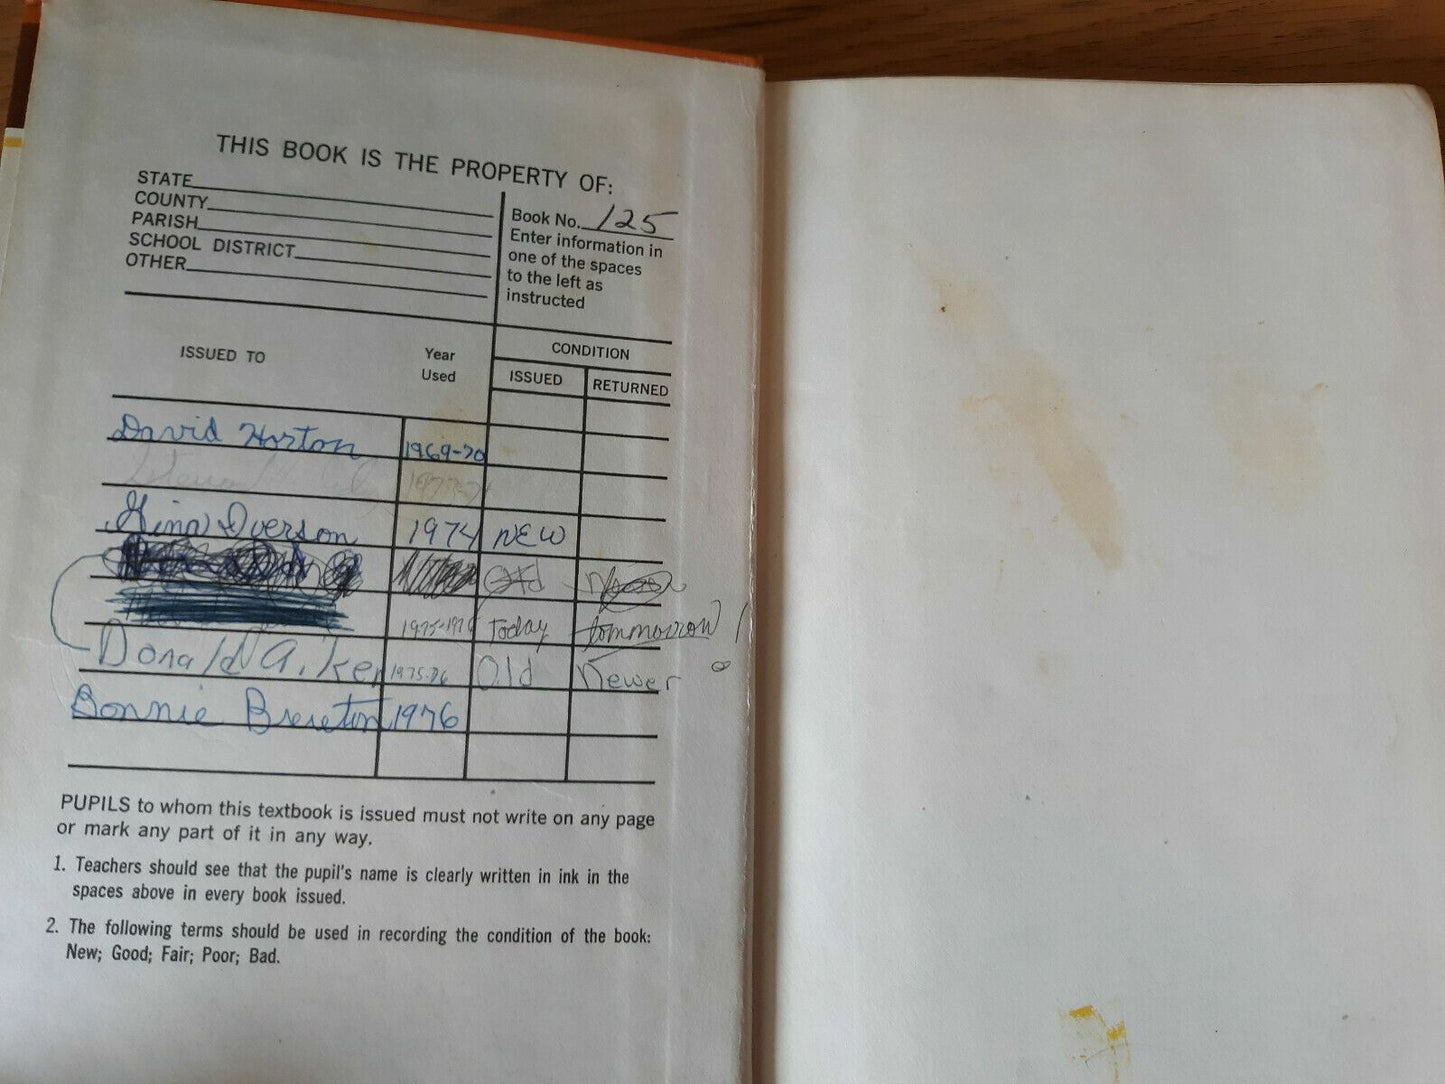 THIS BOOK IS THE PROPERTY OF:
STATE
COUNTY
PARISH
SCHOOL DISTRICT
OTHER
Book No. 125
Enter information in
one of the spaces
to the left as
instructed
ISSUED TO
Year
Used
CONDITION
ISSUED RETURNED
David Horton 1969-70
Gina Iverson 1974 NEW
1975-1976 Today tommorrow!
Donald A. 1975-76 Old Newer
Bonnie Brereton 1976
PUPILS to whom this textbook is issued must not write on any page
or mark any part of it in any way.
1. Teachers should see that the pupil's name is clearly written in ink in the
spaces above in every book issued.
2. The following terms should be used in recording the condition of the book:
New; Good; Fair; Poor; Bad.